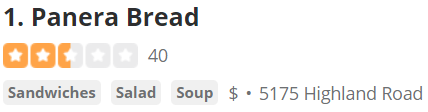 1. Panera Bread
40
Sandwiches Salad Soup $ • 5175 Highland Road